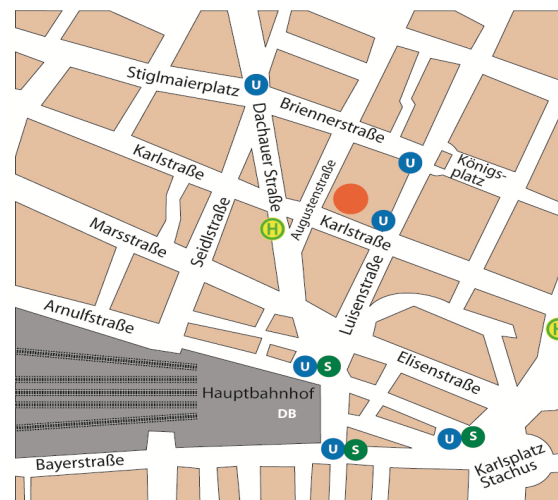 Stiglmaierplatz
U
Briennerstraße
Dachauer Straße
Karlstraße
U
Königs-
platz
Augustenstraße
Seidlstraße
H
Karlstraße
U
Marsstraße
Luisenstraße
Arnulfstraße
H
Elisenstraße
U S
Hauptbahnhof
DB
U S
U S
Bayerstraße
Karlsplatz
Stachus